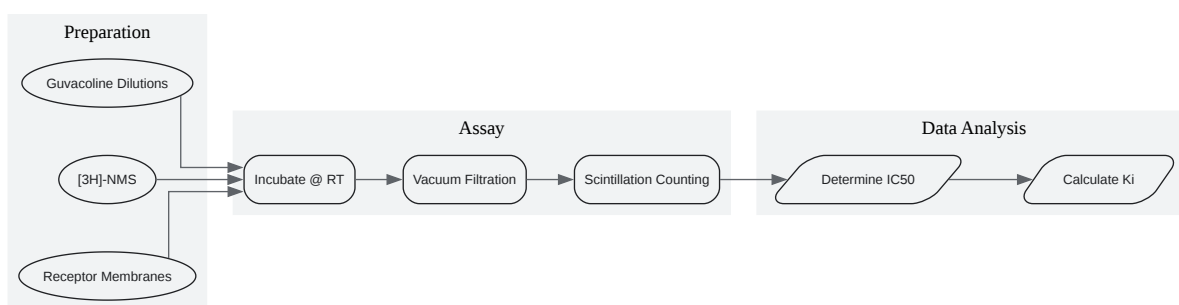 Preparation
Guvacoline Dilutions
[3H]-NMS
Receptor Membranes
Assay
Incubate @ RT
Vacuum Filtration
Scintillation Counting
Data Analysis
Determine IC50
Calculate Ki